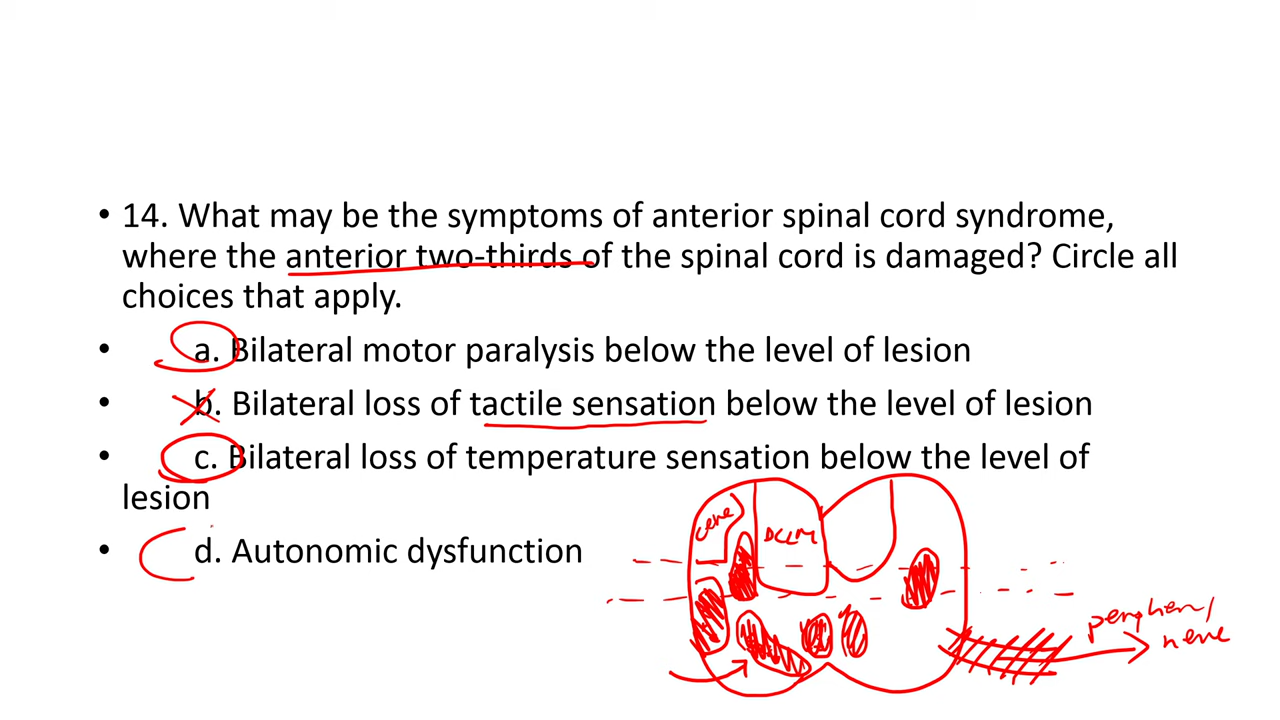 • 14. What may be the symptoms of anterior spinal cord syndrome,
where the anterior two-thirds of the spinal cord is damaged? Circle all
choices that apply.
• a. Bilateral motor paralysis below the level of lesion
• b. Bilateral loss of tactile sensation below the level of lesion
• c. Bilateral loss of temperature sensation below the level of
lesion
• d. Autonomic dysfunction
DCLM
nerve